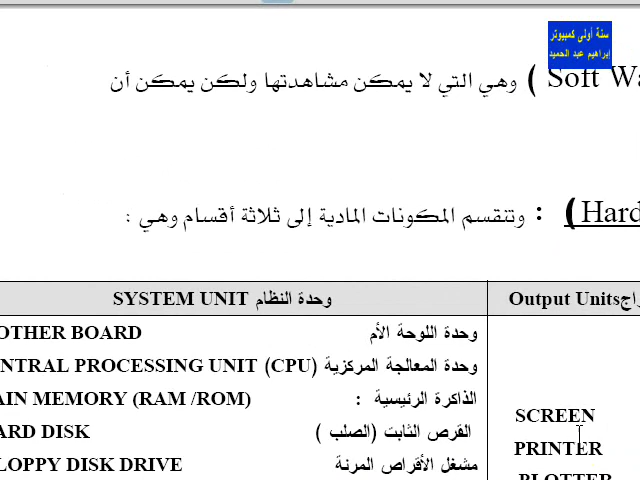 سنة أولى كمبيوتر
إبراهيم عبد الحميد
Soft Wa ) وهي التي لا يمكن مشاهدتها ولكن يمكن أن
Hard) : وتنقسم المكونات المادية إلى ثلاثة أقسام وهي :
راج Output Units
وحدة النظام SYSTEM UNIT
وحدة اللوحة الأم OTHER BOARD
وحدة المعالجة المركزية NTRAL PROCESSING UNIT (CPU)
الذاكرة الرئيسية : AIN MEMORY (RAM /ROM)
SCREEN
القرص الثابت (الصلب ) ARD DISK
PRINTER
مشغل الأقراص المرنة LOPPY DISK DRIVE
PLOTTER